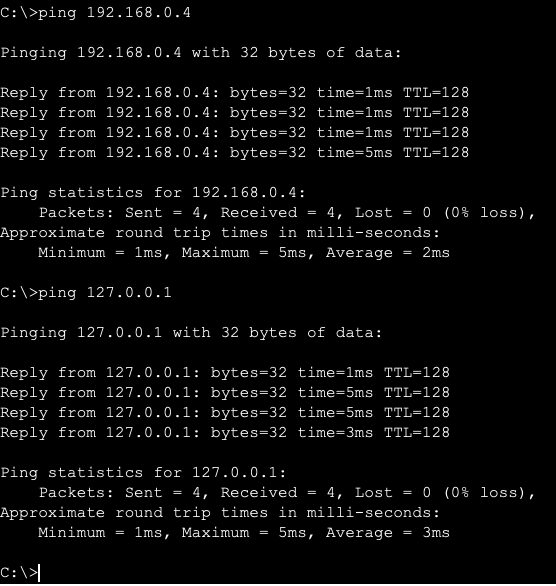 C:\>ping 192.168.0.4
Pinging 192.168.0.4 with 32 bytes of data:
Reply from 192.168.0.4: bytes=32 time=1ms TTL=128
Reply from 192.168.0.4: bytes=32 time=1ms TTL=128
Reply from 192.168.0.4: bytes=32 time=1ms TTL=128
Reply from 192.168.0.4: bytes=32 time=5ms TTL=128
Ping statistics for 192.168.0.4:
    Packets: Sent = 4, Received = 4, Lost = 0 (0% loss),
Approximate round trip times in milli-seconds:
    Minimum = 1ms, Maximum = 5ms, Average = 2ms
C:\>ping 127.0.0.1
Pinging 127.0.0.1 with 32 bytes of data:
Reply from 127.0.0.1: bytes=32 time=1ms TTL=128
Reply from 127.0.0.1: bytes=32 time=5ms TTL=128
Reply from 127.0.0.1: bytes=32 time=5ms TTL=128
Reply from 127.0.0.1: bytes=32 time=3ms TTL=128
Ping statistics for 127.0.0.1:
    Packets: Sent = 4, Received = 4, Lost = 0 (0% loss),
Approximate round trip times in milli-seconds:
    Minimum = 1ms, Maximum = 5ms, Average = 3ms
C:\>